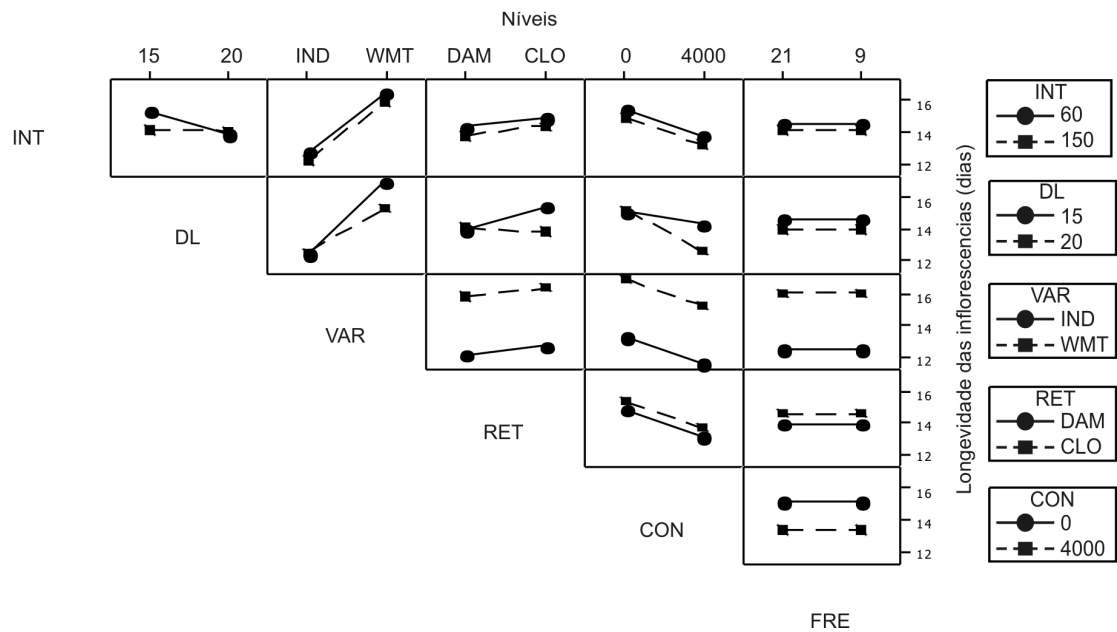 Níveis
15 20 IND WMT DAM CLO 0 4000 21 9
INT
16
14
12
DL
16
14
12
VAR
16
14
12
RET
16
14
12
CON
16
14
12
FRE
Longevidade das inflorescencias (dias)
INT
60
150
DL
15
20
VAR
IND
WMT
RET
DAM
CLO
CON
0
4000